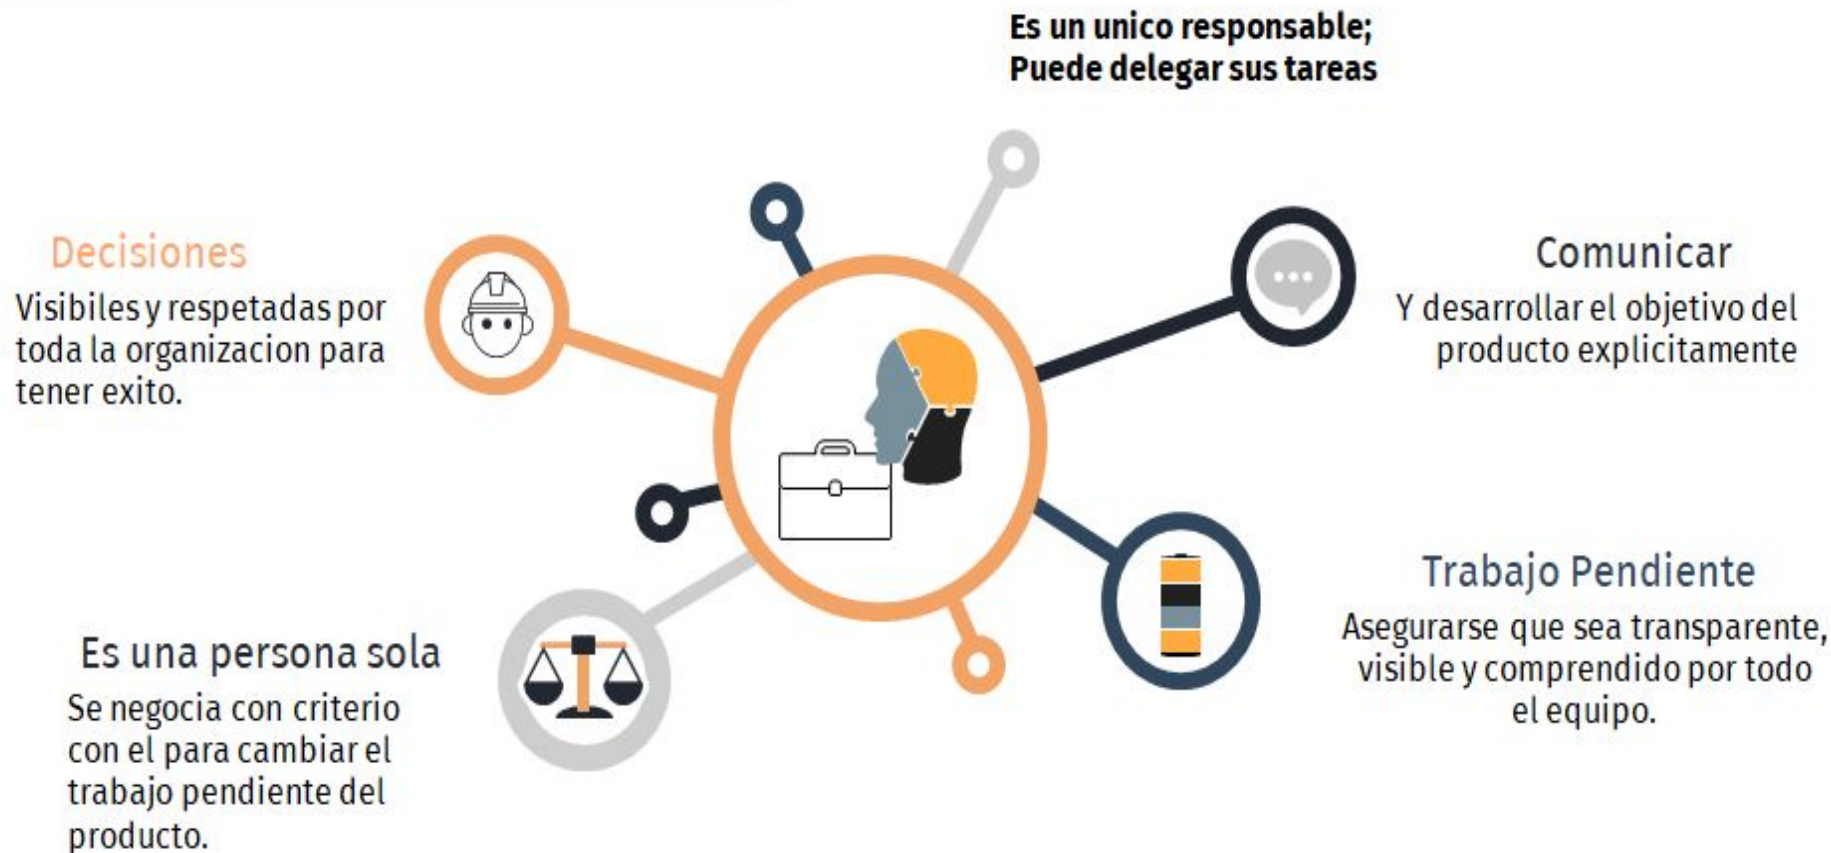 Es un unico responsable;
Puede delegar sus tareas
Decisiones
Visibiles y respetadas por
toda la organizacion para
tener exito.
Comunicar
Y desarrollar el objetivo del
producto explicitamente
Trabajo Pendiente
Asegurarse que sea transparente,
visible y comprendido por todo
el equipo.
Es una persona sola
Se negocia con criterio
con el para cambiar el
trabajo pendiente del
producto.